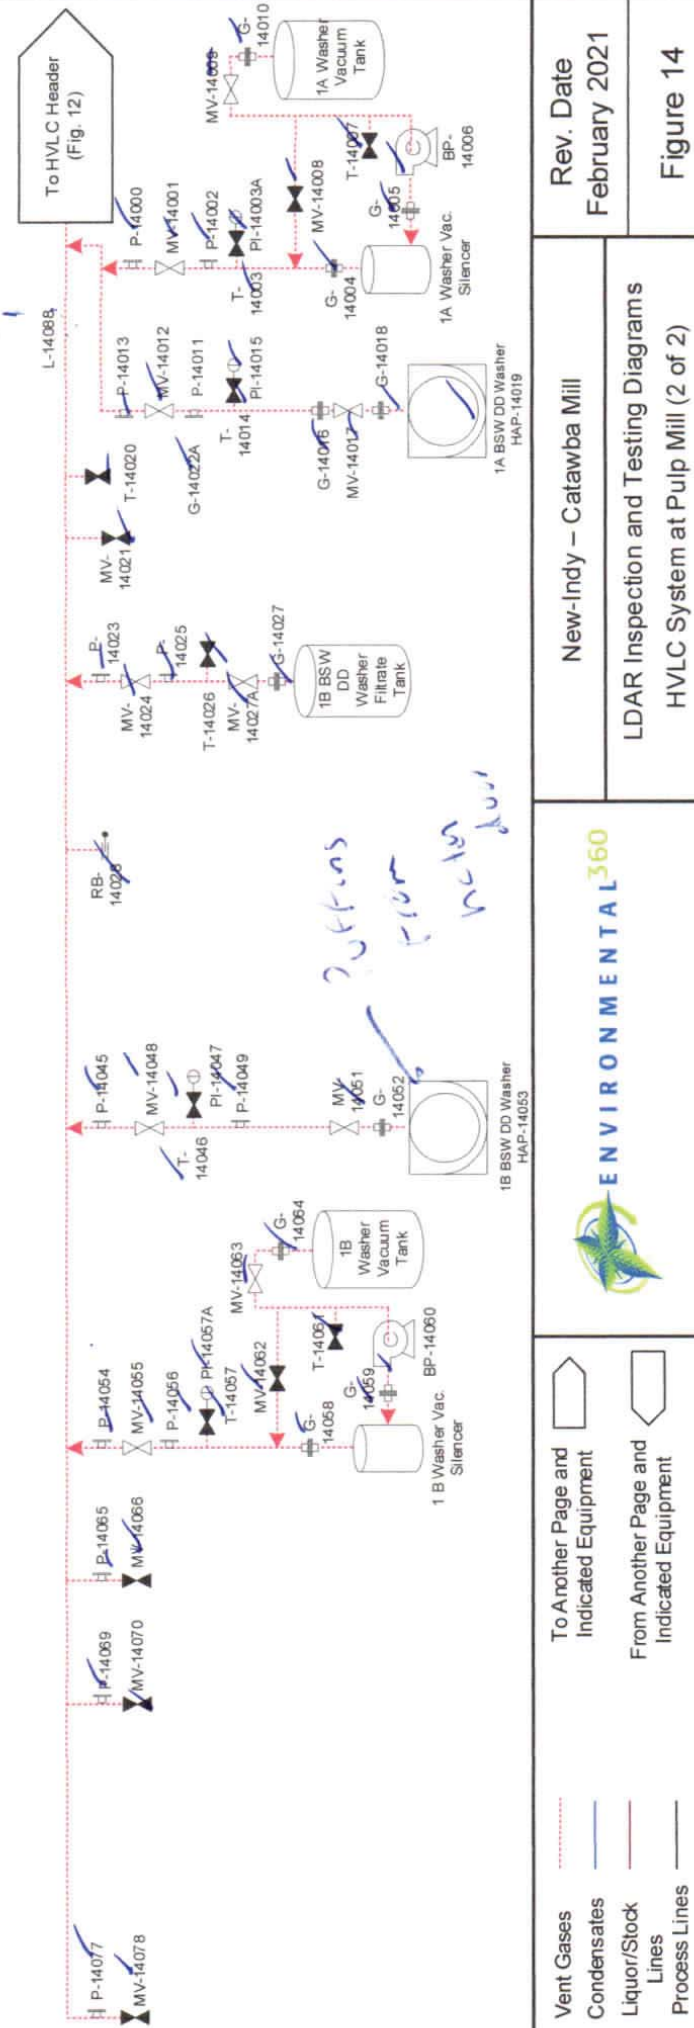 To HVLC Header
(Fig. 12)
L-14088
P-14077
MV-14078
P-14069
MV-14070
P-14065
MV-14066
P-14054
MV-14055
P-14056
PI-14057A
T-14057
MV-14062
G-
14058
1 B Washer Vac.
Silencer
G-
14059
BP-14060
T-14061
MV-14063
G-
14064
1B
Washer
Vacuum
Tank
P-14045
MV-14048
T-
14046
PI-14047
P-14049
MV-
14051
G-
14052
1B BSW DD Washer
HAP-14053
from
RB-
14028
P-
14023
MV-
14024
P-
14025
T-14026
MV-
14027A
G-14027
1B BSW
DD
Washer
Filtrate
Tank
MV-
14021
T-14020
P-14013
MV-14012
P-14011
G-14022A
T-
14014
PI-14015
G-14016
MV-14017
G-14018
1A BSW DD Washer
HAP-14019
P-14000
MV-14001
P-14002
T-
14003
PI-14003A
MV-14008
G-
14004
1A Washer Vac.
Silencer
G-
14005
BP-
14006
T-14007
MV-14009
G-
14010
1A Washer
Vacuum
Tank
Vent Gases
Condensates
Liquor/Stock
Lines
Process Lines
To Another Page and
Indicated Equipment
From Another Page and
Indicated Equipment
ENVIRONMENTAL 360
New-Indy – Catawba Mill
LDAR Inspection and Testing Diagrams
HVLC System at Pulp Mill (2 of 2)
Rev. Date
February 2021
Figure 14